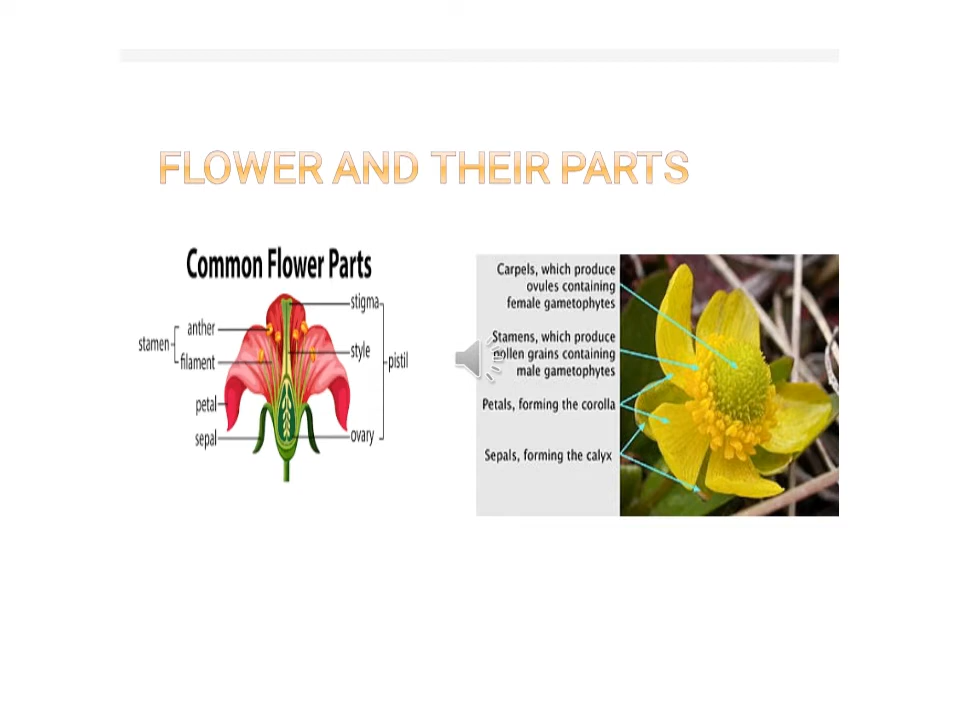 FLOWER AND THEIR PARTS
Common Flower Parts
stigma
anther
stamen
style
filament
pistil
petal
sepal
ovary
Carpels, which produce
ovules containing
female gametophytes
Stamens, which produce
pollen grains containing
male gametophytes
Petals, forming the corolla
Sepals, forming the calyx